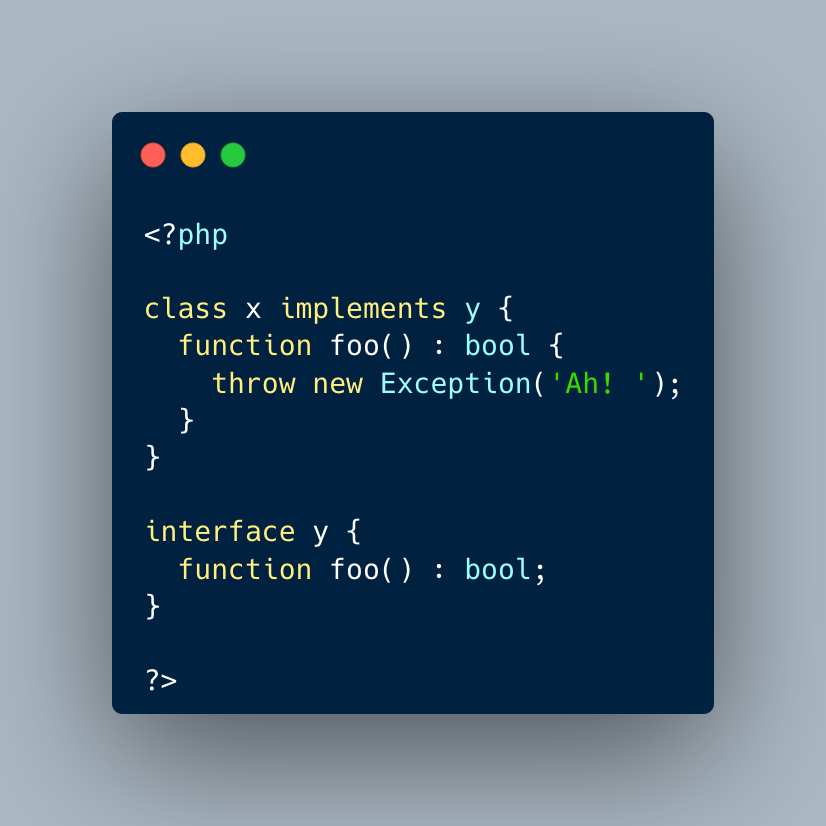 <?php

class x implements y {
  function foo() : bool {
    throw new Exception('Ah! ');
  }
}

interface y {
  function foo() : bool;
}

?>